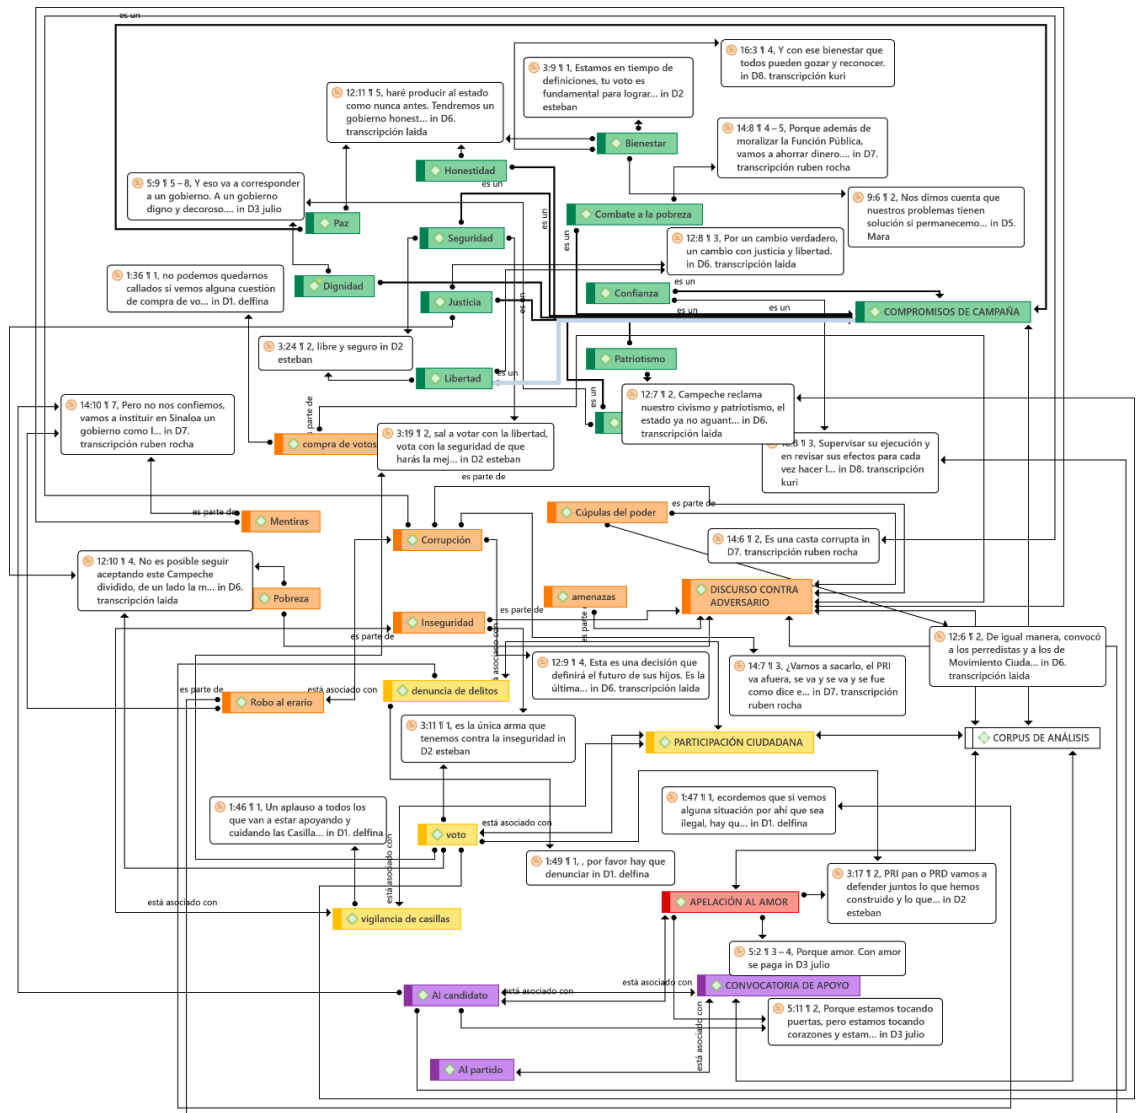 es un
16:3 ¶ 4, Y con ese bienestar que
todos pueden gozar y reconocer.
in D8. transcripción kuri
3:9 ¶ 1, Estamos en tiempo de
definiciones, tu voto es
fundamental para lograr... in D2
esteban
12:11 ¶ 5, haré producir al estado
como nunca antes. Tendremos un
gobierno honest... in D6.
transcripción laida
14:8 ¶ 4 – 5, Porque además de
moralizar la Función Pública,
vamos a ahorrar dinero.... in D7.
transcripción ruben rocha
Bienestar
Honestidad
es un
5:9 ¶ 5 – 8, Y eso va a corresponder
a un gobierno. A un gobierno
digno y decoroso.... in D3 julio
9:6 ¶ 2, Nos dimos cuenta que
nuestros problemas tienen
solución si permanecemo... in D5.
Mara
Paz
Combate a la pobreza
es un
es un
Seguridad
12:8 ¶ 3, Por un cambio verdadero,
un cambio con justicia y libertad.
in D6. transcripción laida
1:36 ¶ 1, no podemos quedarnos
callados si vemos alguna cuestión
de compra de vo... in D1. delfina
Dignidad
Justicia
es un
Confianza
es un
es un
es un
COMPROMISOS DE CAMPAÑA
3:24 ¶ 2, libre y seguro in D2
esteban
Patriotismo
Libertad
es un
es un
14:10 ¶ 7, Pero no nos confiemos,
vamos a instituir en Sinaloa un
gobierno como l... in D7.
transcripción ruben rocha
12:7 ¶ 2, Campeche reclama
nuestro civismo y patriotismo, el
estado ya no aguant... in D6.
transcripción laida
es parte de
compra de votos
3:19 ¶ 2, sal a votar con la libertad,
vota con la seguridad de que
harás la mej... in D2 esteban
¶ 3, Supervisar su ejecución y
en revisar sus efectos para cada
vez hacer l... in D8. transcripción
kuri
es parte de
es parte de
Mentiras
Cúpulas del poder
es parte de
Corrupción
14:6 ¶ 2, Es una casta corrupta in
D7. transcripción ruben rocha
12:10 ¶ 4, No es posible seguir
aceptando este Campeche
dividido, de un lado la m... in D6.
transcripción laida
Pobreza
amenazas
DISCURSO CONTRA
ADVERSARIO
es parte de
es parte de
Inseguridad
es parte de
12:6 ¶ 2, De igual manera, convocó
a los perredistas y a los de
Movimiento Ciuda... in D6.
transcripción laida
12:9 ¶ 4, Esta es una decisión que
definirá el futuro de sus hijos. Es la
última... in D6. transcripción laida
14:7 ¶ 3, ¿Vamos a sacarlo, el PRI
va afuera, se va y se va y se fue
como dice e... in D7. transcripción
ruben rocha
es parte de
está asociado con
está asociado con
denuncia de delitos
Robo al erario
3:11 ¶ 1, es la única arma que
tenemos contra la inseguridad in
D2 esteban
PARTICIPACIÓN CIUDADANA
CORPUS DE ANÁLISIS
1:46 ¶ 1, Un aplauso a todos los
que van a estar apoyando y
cuidando las Casilla... in D1. delfina
1:47 ¶ 1, ecordemos que si vemos
alguna situación por ahí que sea
ilegal, hay qu... in D1. delfina
voto
está asociado con
está asociado con
1:49 ¶ 1, , por favor hay que
denunciar in D1. delfina
3:17 ¶ 2, PRI pan o PRD vamos a
defender juntos lo que hemos
construido y lo que... in D2
esteban
está asociado con
vigilancia de casillas
APELACIÓN AL AMOR
5:2 ¶ 3 – 4, Porque amor. Con amor
se paga in D3 julio
está asociado con
está asociado con
Al candidato
CONVOCATORIA DE APOYO
5:11 ¶ 2, Porque estamos tocando
puertas, pero estamos tocando
corazones y estam... in D3 julio
está asociado con
Al partido